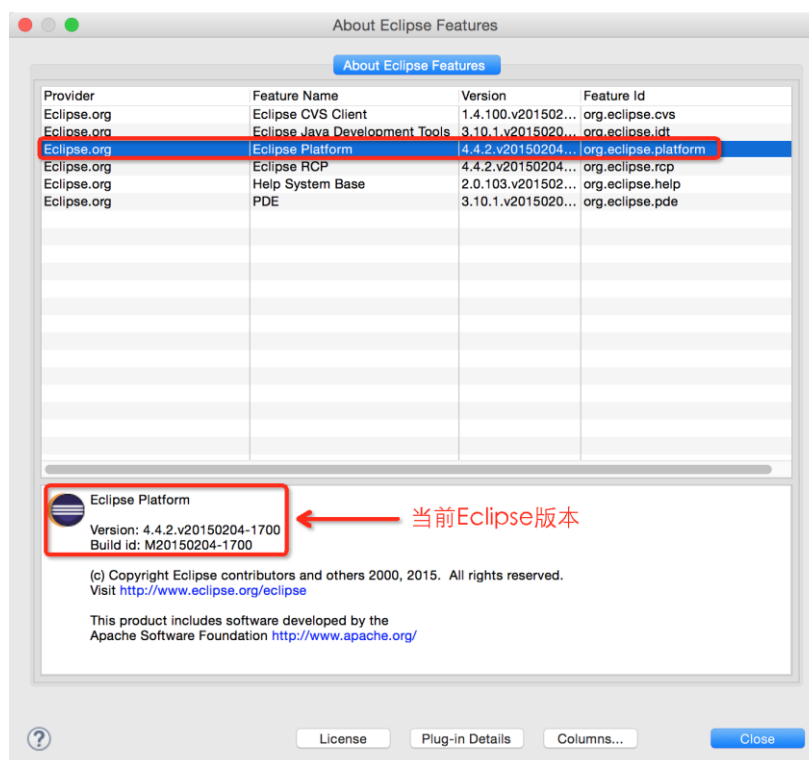 About Eclipse Features
About Eclipse Features
Provider Feature Name Version Feature Id
Eclipse.org Eclipse CVS Client 1.4.100.v201502... org.eclipse.cvs
Eclipse.org Eclipse Java Development Tools 3.10.1.v2015020... org.eclipse.jdt
Eclipse.org Eclipse Platform 4.4.2.v20150204... org.eclipse.platform
Eclipse.org Eclipse RCP 4.4.2.v20150204... org.eclipse.rcp
Eclipse.org Help System Base 2.0.103.v201502... org.eclipse.help
Eclipse.org PDE 3.10.1.v2015020... org.eclipse.pde
Eclipse Platform
Version: 4.4.2.v20150204-1700
Build id: M20150204-1700
当前Eclipse版本
(c) Copyright Eclipse contributors and others 2000, 2015. All rights reserved.
Visit http://www.eclipse.org/eclipse
This product includes software developed by the
Apache Software Foundation http://www.apache.org/
? License Plug-in Details Columns... Close